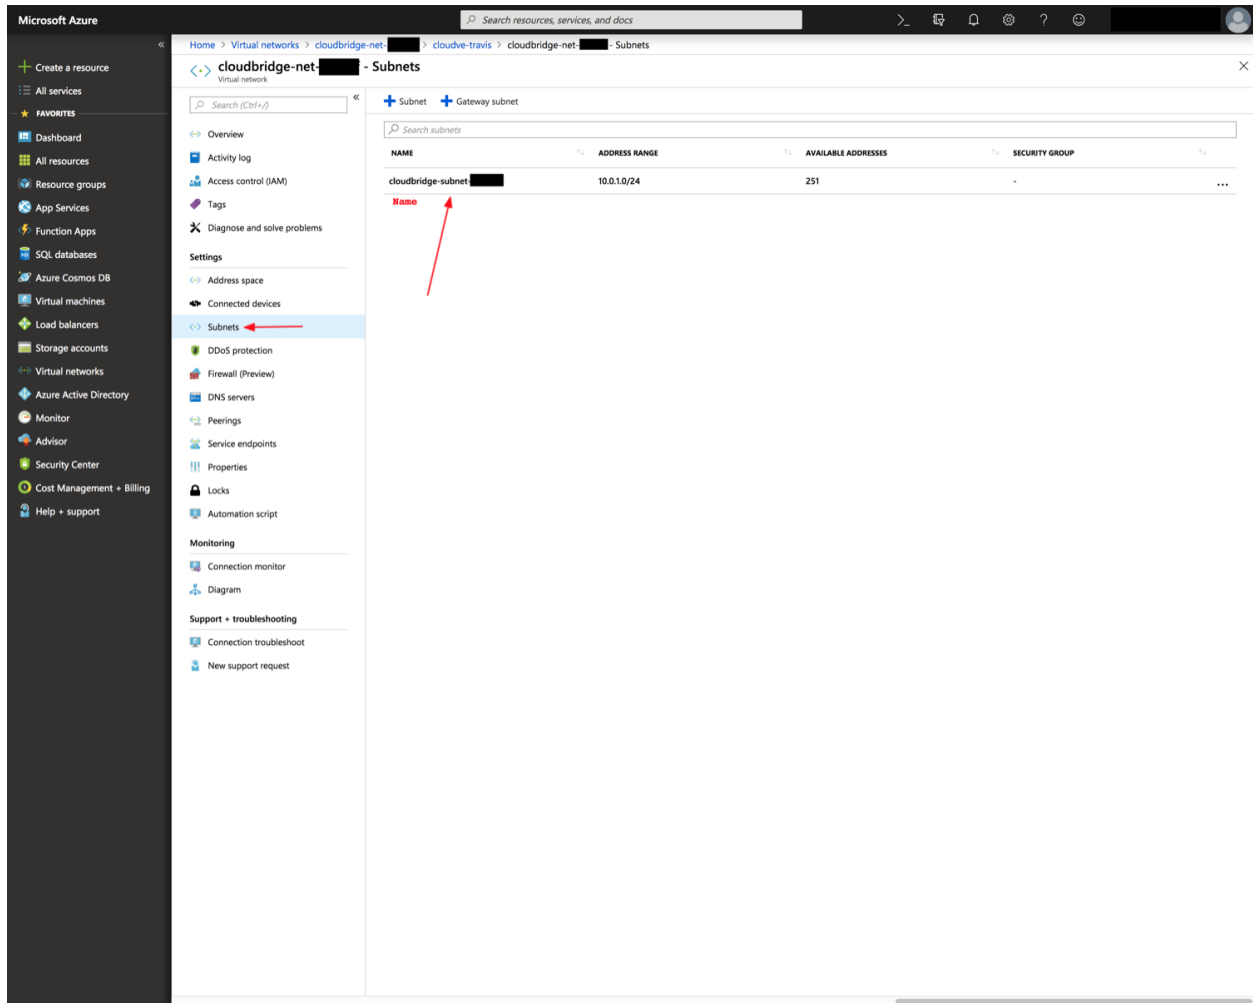 Microsoft Azure
Search resources, services, and docs
Home > Virtual networks > cloudbridge-net- > cloudve-travis > cloudbridge-net- - Subnets
cloudbridge-net- - Subnets
Virtual network
Create a resource
All services
FAVORITES
Dashboard
All resources
Resource groups
App Services
Function Apps
SQL databases
Azure Cosmos DB
Virtual machines
Load balancers
Storage accounts
Virtual networks
Azure Active Directory
Monitor
Advisor
Security Center
Cost Management + Billing
Help + support
Search (Ctrl+/)
Overview
Activity log
Access control (IAM)
Tags
Diagnose and solve problems
Settings
Address space
Connected devices
Subnets
DDoS protection
Firewall (Preview)
DNS servers
Peerings
Service endpoints
Properties
Locks
Automation script
Monitoring
Connection monitor
Diagram
Support + troubleshooting
Connection troubleshoot
New support request
Subnet Gateway subnet
Search subnets
NAME ADDRESS RANGE AVAILABLE ADDRESSES SECURITY GROUP
cloudbridge-subnet- 10.0.1.0/24 251 -
Name